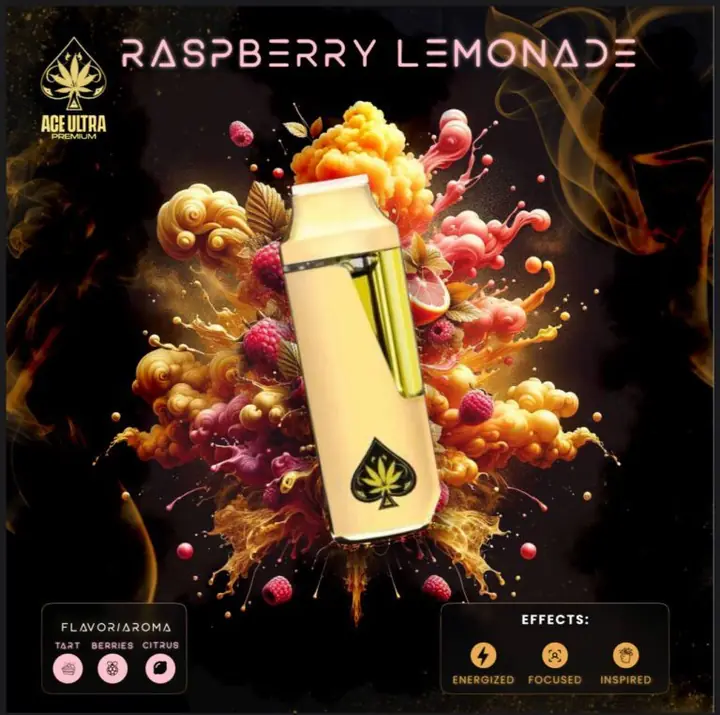 RASPBERRY LEMONADE
ACE ULTRA
PREMIUM
FLAVOR/AROMA
TART BERRIES CITRUS
EFFECTS:
ENERGIZED FOCUSED INSPIRED